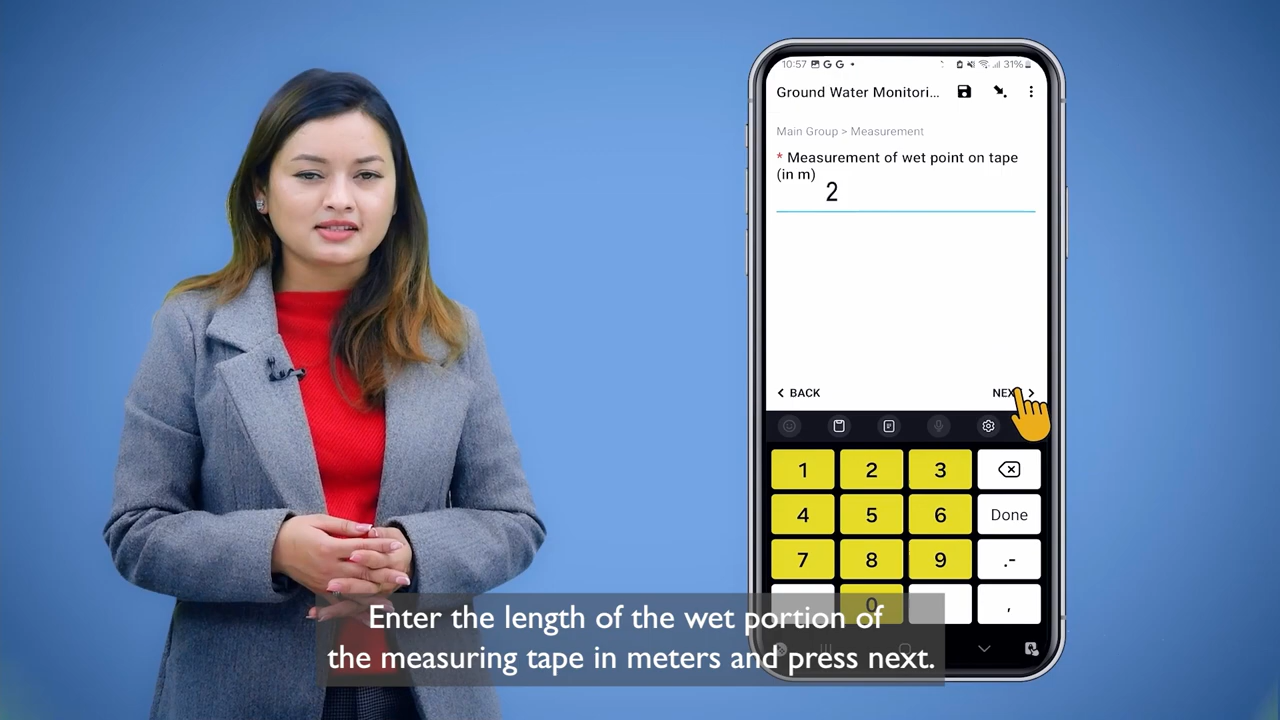 10:57
31%
Ground Water Monitori...
Main Group > Measurement
* Measurement of wet point on tape
(in m)
2
BACK
NEX
1 2 3
4 5 6 Done
7 8 9 .-
0 ,
Enter the length of the wet portion of
the measuring tape in meters and press next.